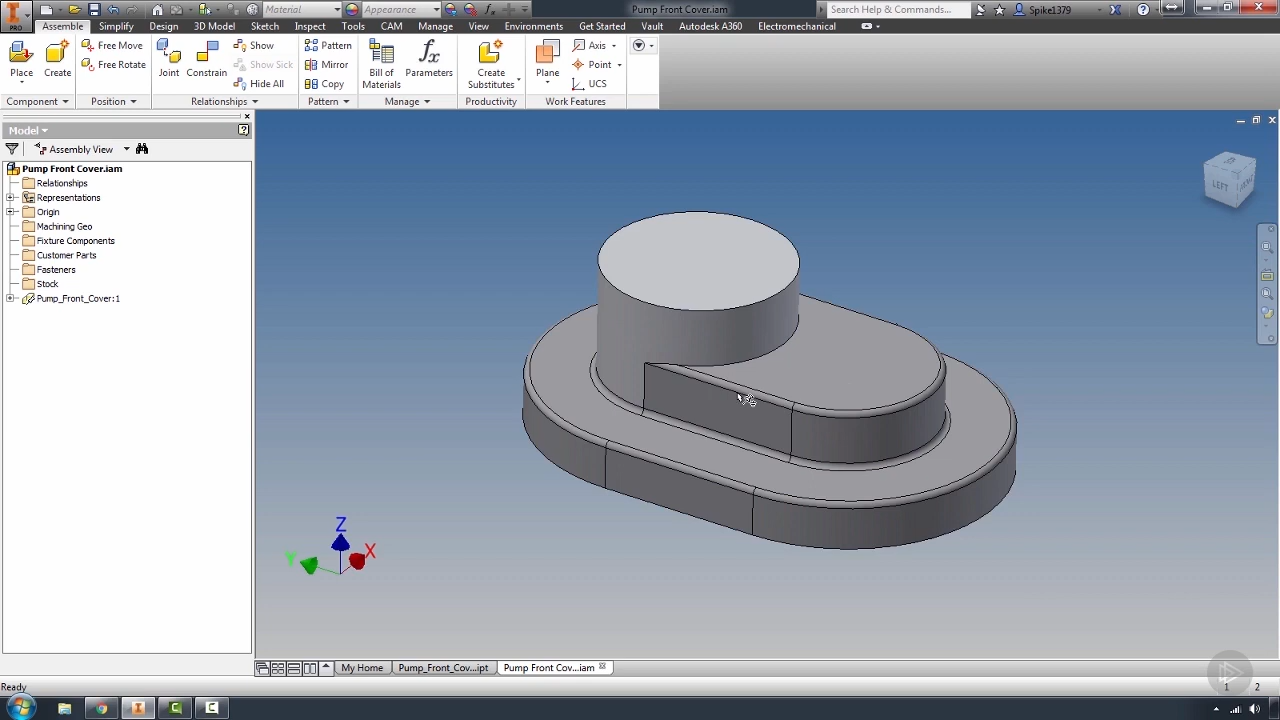 Material
Appearance
Pump Front Cover.iam
Search Help & Commands...
Spike1379
PRO
Assemble Simplify Design 3D Model Sketch Inspect Tools CAM Manage View Environments Get Started Vault Autodesk A360 Electromechanical
Place
Create
Free Move
Free Rotate
Joint
Constrain
Show
Show Sick
Hide All
Pattern
Mirror
Copy
Bill of
Materials
fx
Parameters
Create
Substitutes
Plane
Axis
Point
UCS
Component Position Relationships Pattern Manage Productivity Work Features
Model
Assembly View
Pump Front Cover.iam
Relationships
Representations
Origin
Machining Geo
Fixture Components
Customer Parts
Fasteners
Stock
Pump_Front_Cover:1
LEFT
Z
Y
X
My Home Pump_Front_Cov...ipt Pump Front Cov...iam
Ready
1 2